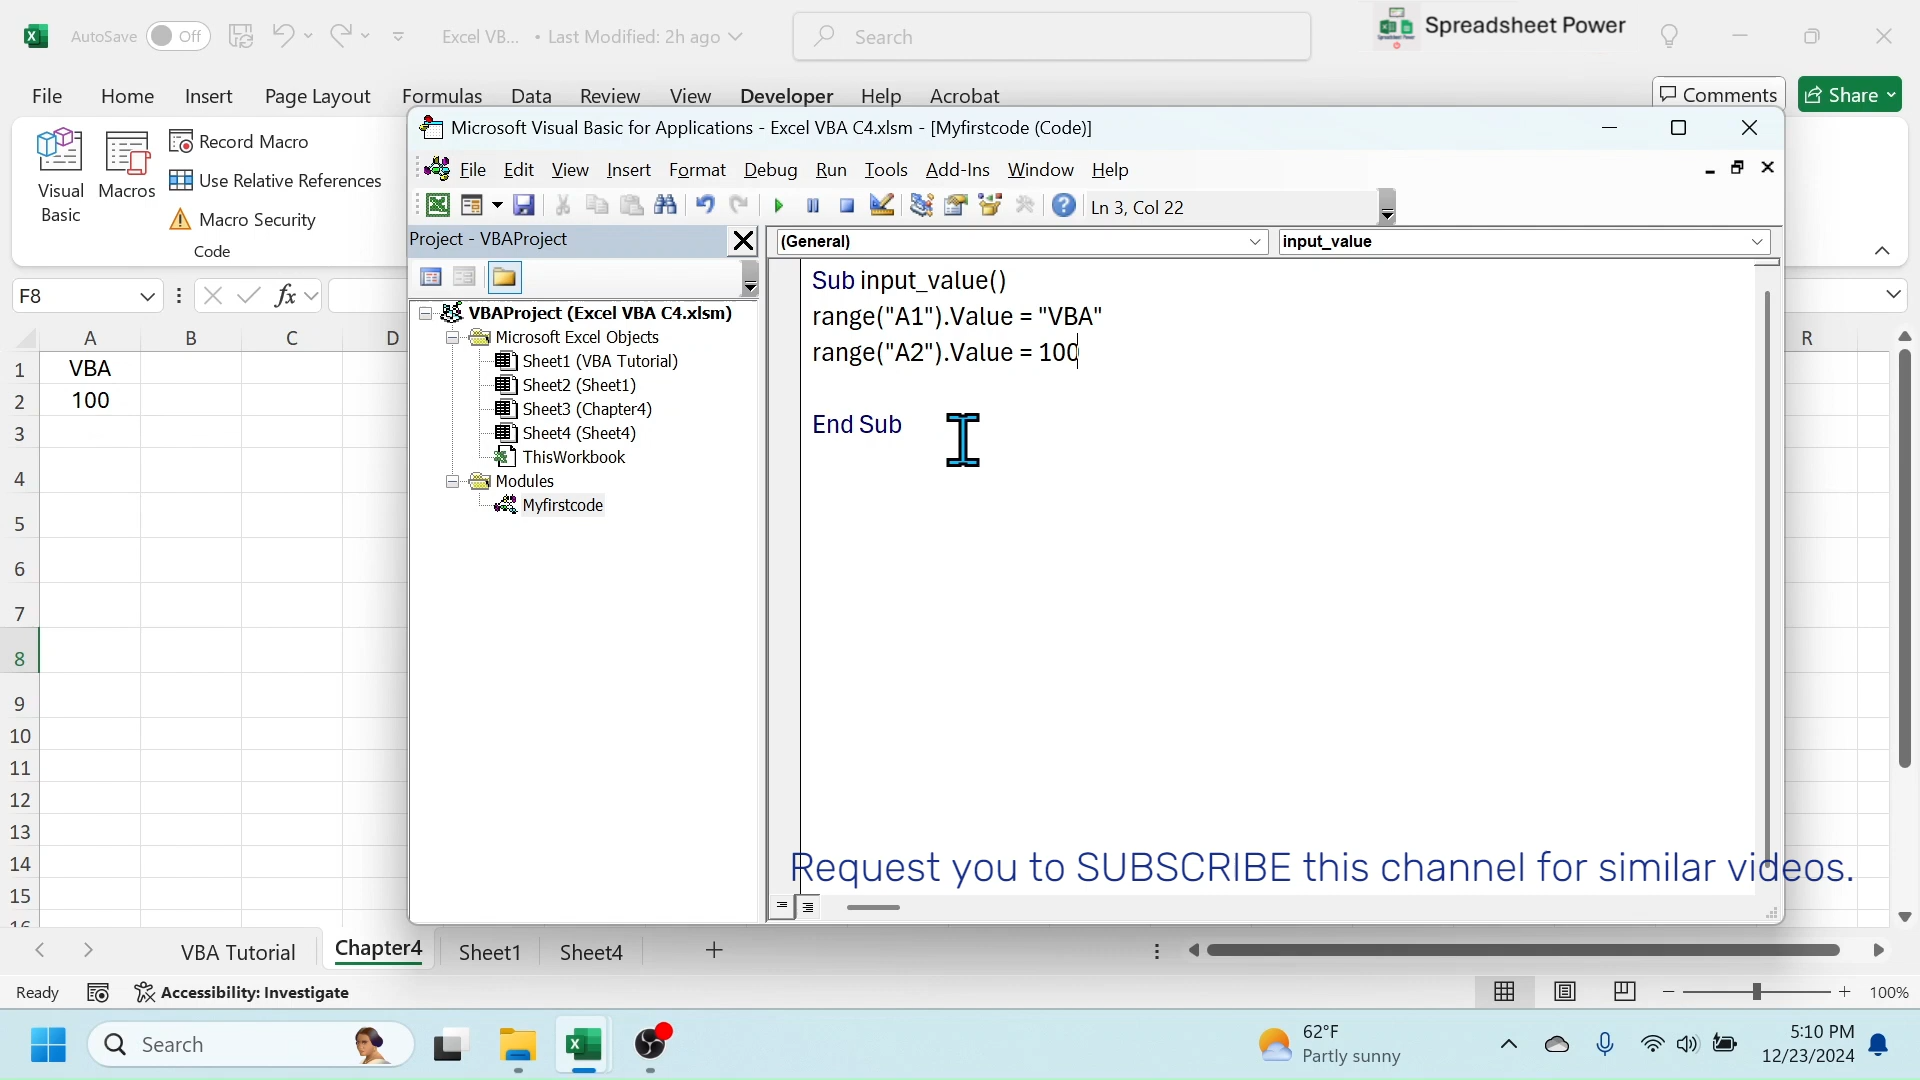 AutoSave Off Excel VB... • Last Modified: 2h ago Search Spreadsheet Power
File Home Insert Page Layout Formulas Data Review View Developer Help Acrobat Comments Share
Visual Basic
Macros
Record Macro
Use Relative References
Macro Security
Code
Microsoft Visual Basic for Applications - Excel VBA C4.xlsm - [Myfirstcode (Code)]
File Edit View Insert Format Debug Run Tools Add-Ins Window Help
Ln 3, Col 22
Project - VBAProject
(General) input_value
VBAProject (Excel VBA C4.xlsm)
Microsoft Excel Objects
Sheet1 (VBA Tutorial)
Sheet2 (Sheet1)
Sheet3 (Chapter4)
Sheet4 (Sheet4)
ThisWorkbook
Modules
Myfirstcode
Sub input_value()
range("A1").Value = "VBA"
range("A2").Value = 100
End Sub
F8 fx
A B C D R
1 VBA
2 100
3
4
5
6
7
8
9
10
11
12
13
14
15
16
Request you to SUBSCRIBE this channel for similar videos.
VBA Tutorial Chapter4 Sheet1 Sheet4
Ready Accessibility: Investigate 100%
Search 62°F Partly sunny 5:10 PM 12/23/2024